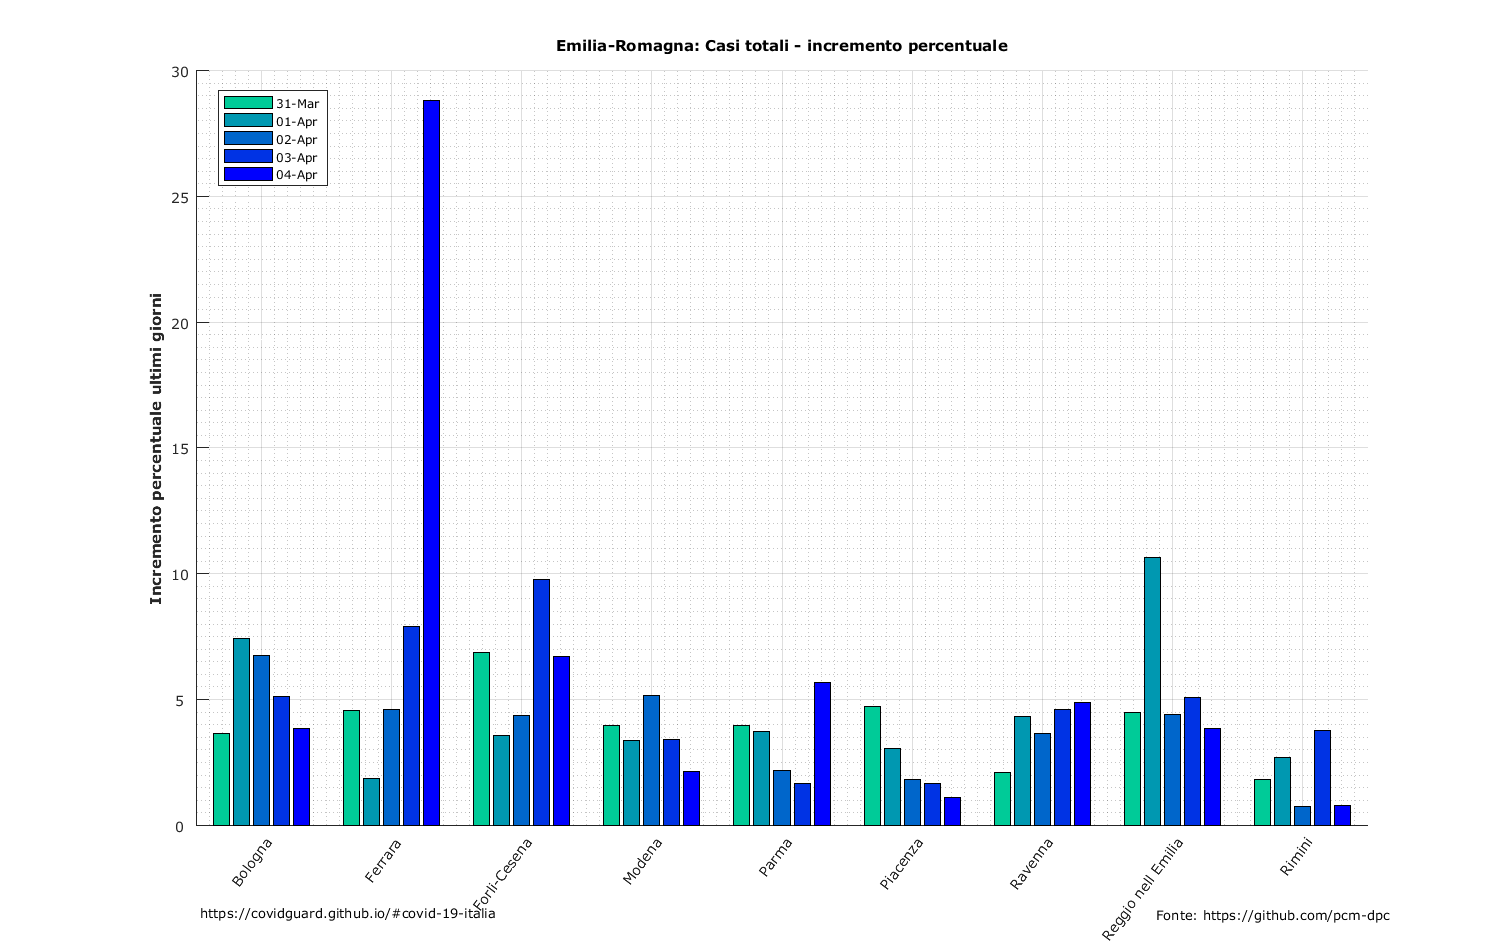 Emilia-Romagna: Casi totali - incremento percentuale
30
25
20
15
10
5
0
Incremento percentuale ultimi giorni
31-Mar
01-Apr
02-Apr
03-Apr
04-Apr
Bologna
Ferrara
Forlì-Cesena
Modena
Parma
Piacenza
Ravenna
Reggio nell Emilia
Rimini
https://covidguard.github.io/#covid-19-italia
Fonte: https://github.com/pcm-dpc